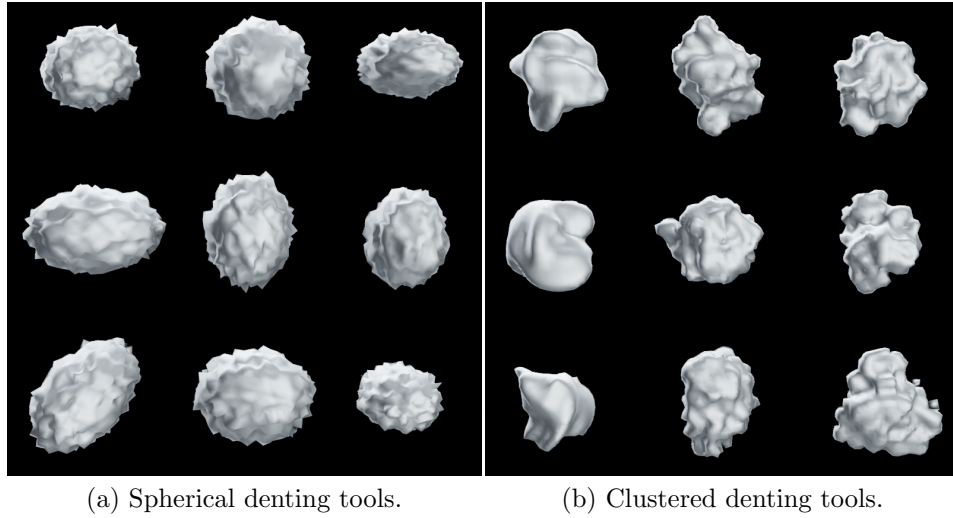 (a) Spherical denting tools.
(b) Clustered denting tools.